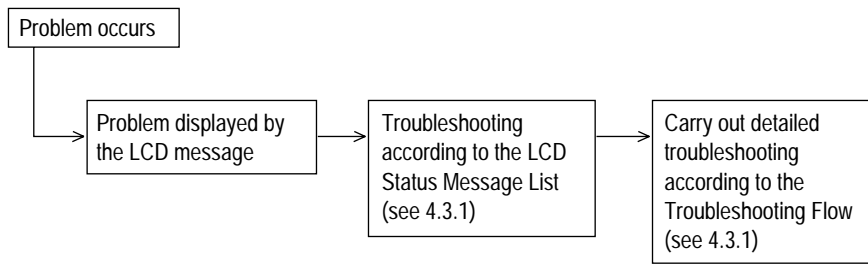 Problem occurs
Problem displayed by
the LCD message
Troubleshooting
according to the LCD
Status Message List
(see 4.3.1)
Carry out detailed
troubleshooting
according to the
Troubleshooting Flow
(see 4.3.1)